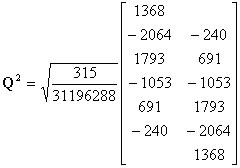 1368
- 2064 - 240
1793 691
Q² = √(315/31196288) - 1053 - 1053
691 1793
- 240 - 2064
1368